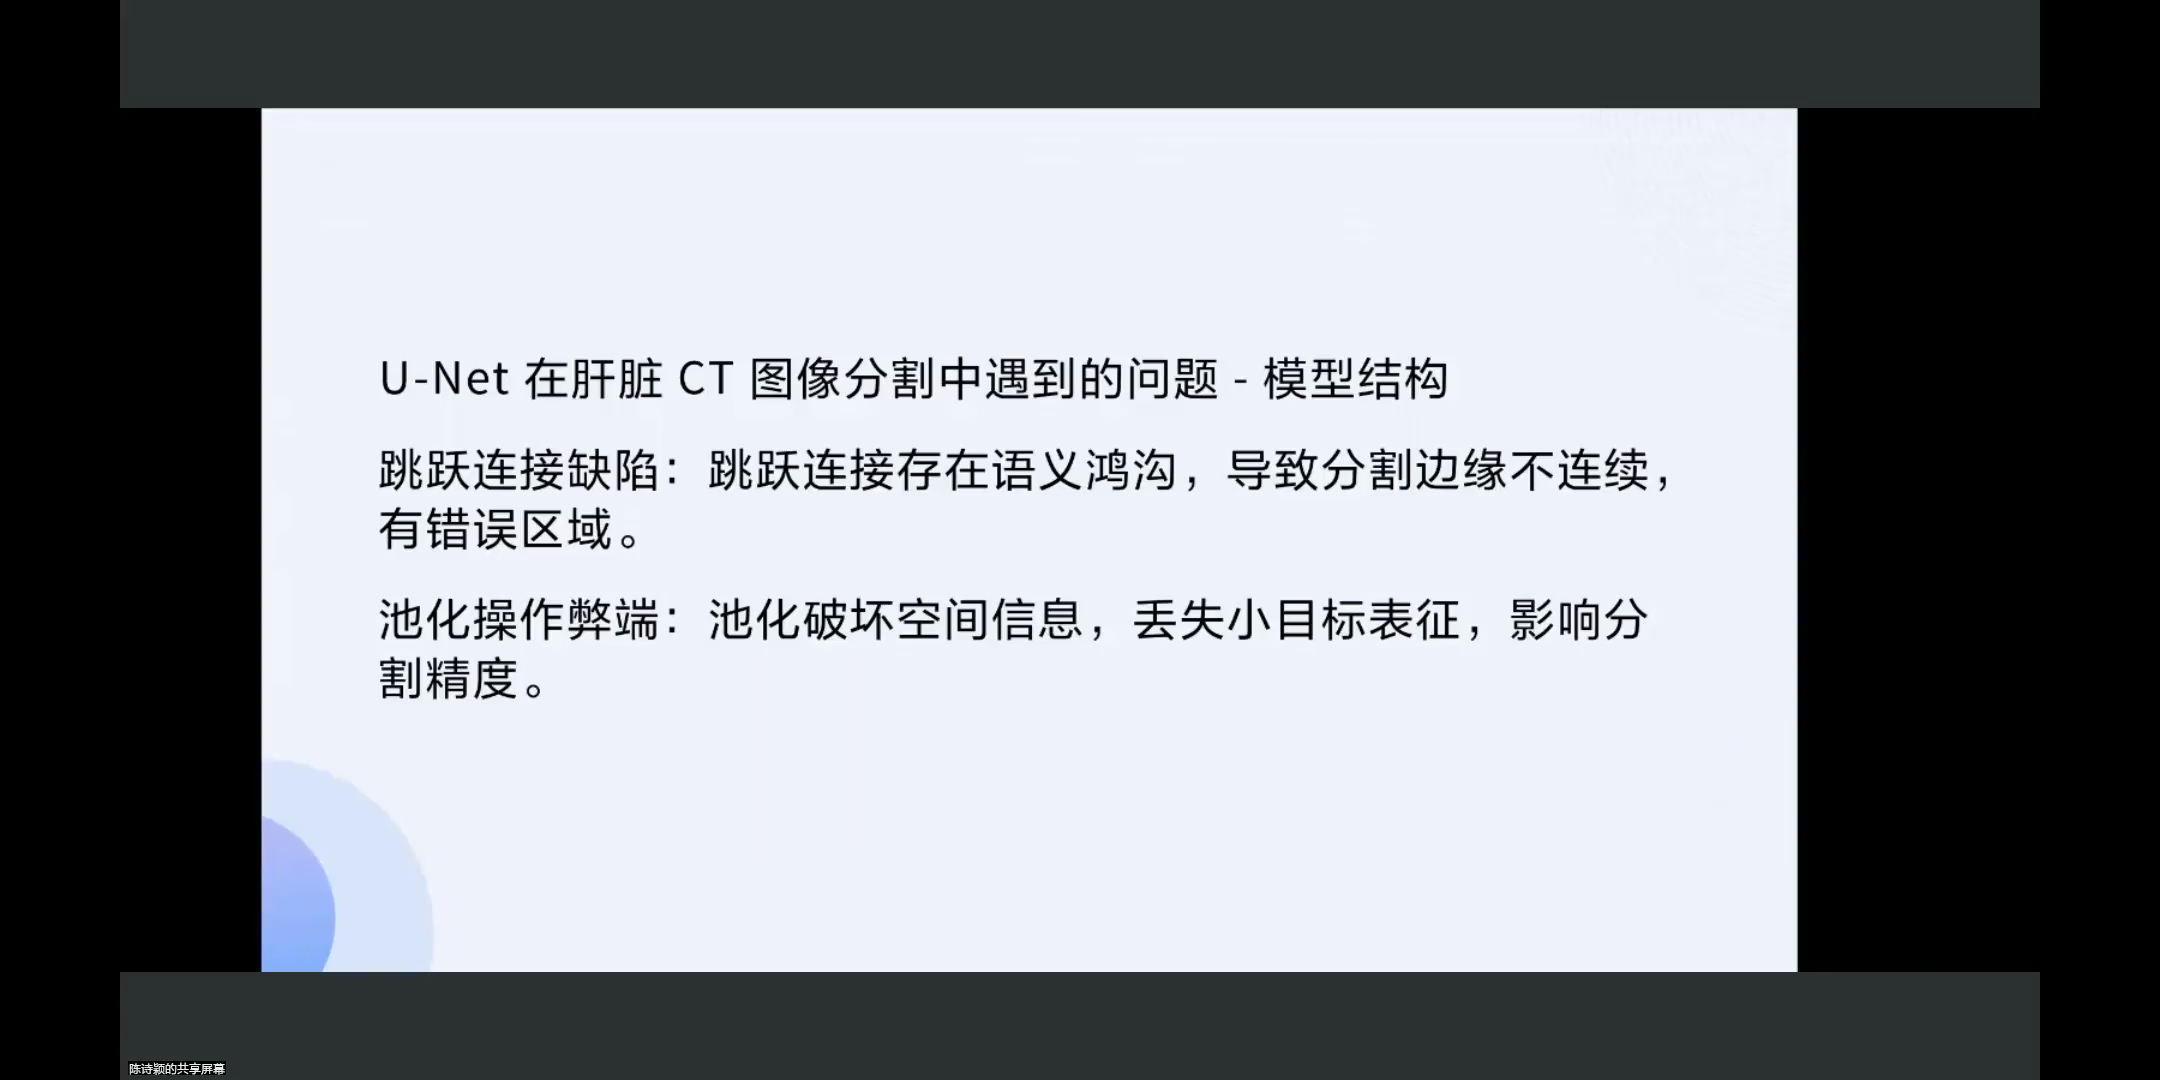 U-Net 在肝脏 CT 图像分割中遇到的问题 - 模型结构
跳跃连接缺陷：跳跃连接存在语义鸿沟，导致分割边缘不连续，
有错误区域。
池化操作弊端：池化破坏空间信息，丢失小目标表征，影响分
割精度。
陈诗颖的共享屏幕